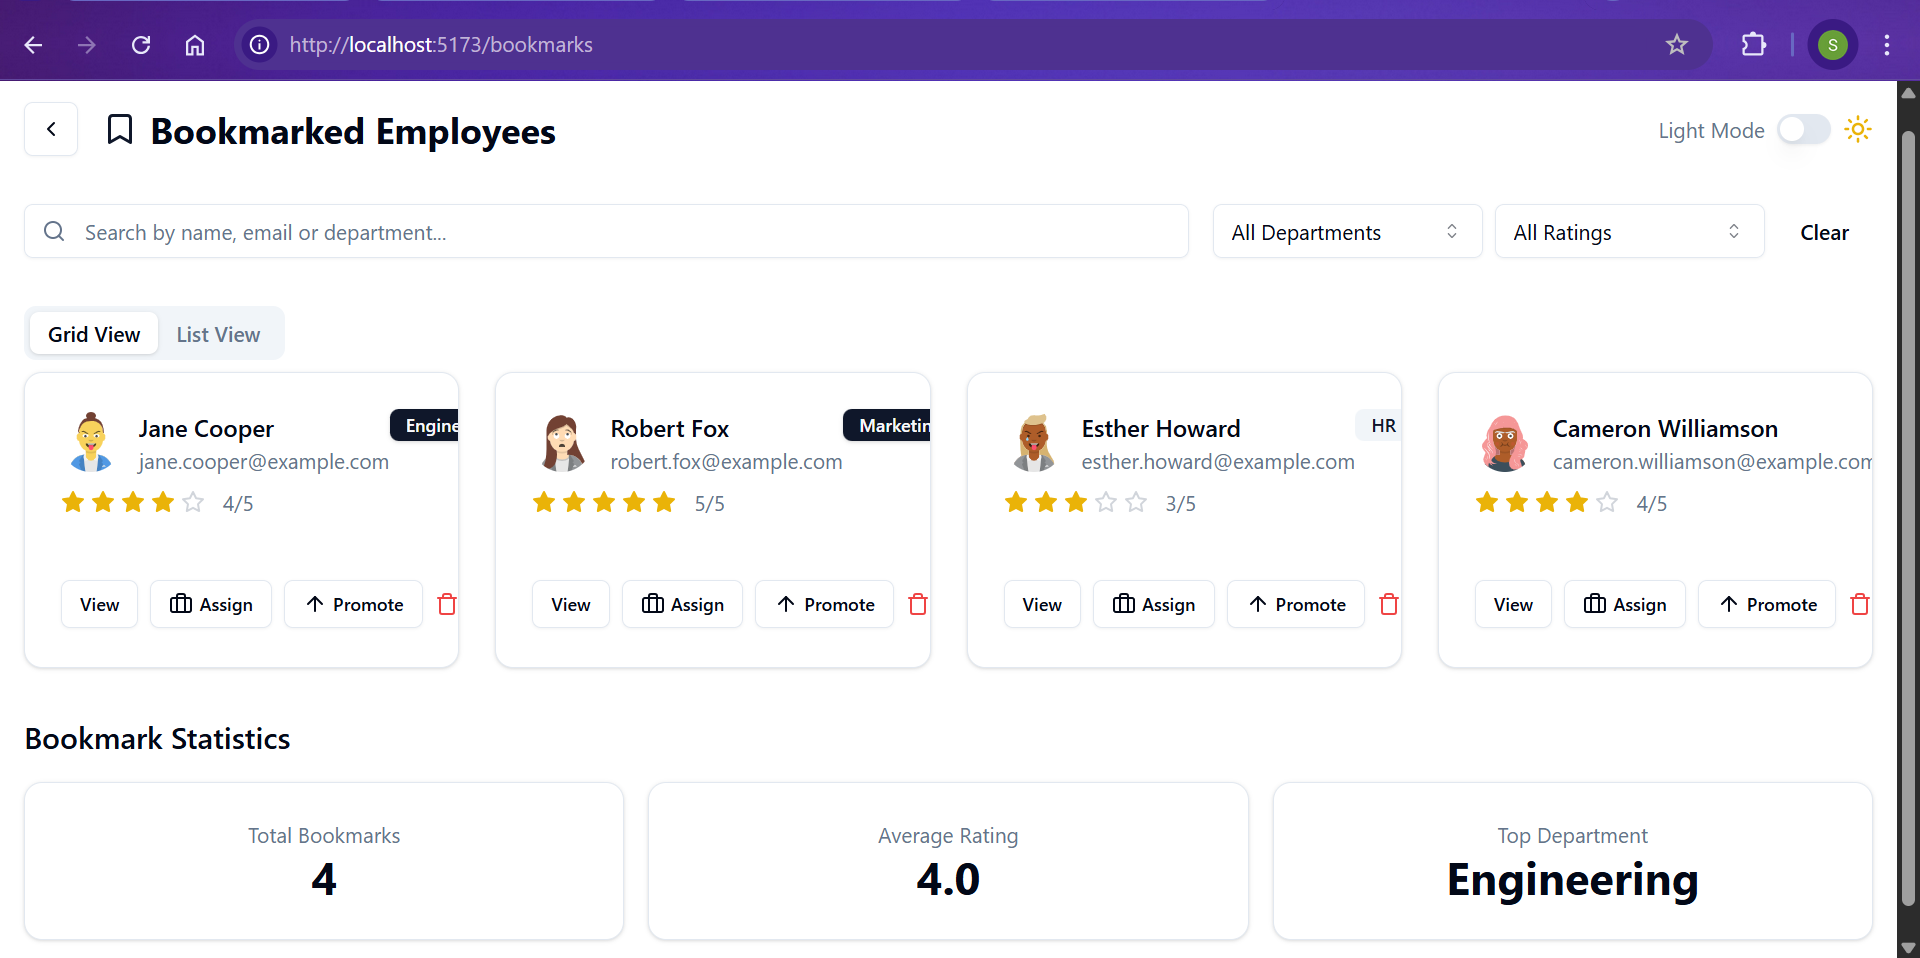 http://localhost:5173/bookmarks
S
Bookmarked Employees
Light Mode
Search by name, email or department...
All Departments
All Ratings
Clear
Grid View
List View
Jane Cooper
Engine
jane.cooper@example.com
4/5
View
Assign
Promote
Robert Fox
Marketin
robert.fox@example.com
5/5
View
Assign
Promote
Esther Howard
HR
esther.howard@example.com
3/5
View
Assign
Promote
Cameron Williamson
cameron.williamson@example.com
4/5
View
Assign
Promote
Bookmark Statistics
Total Bookmarks
4
Average Rating
4.0
Top Department
Engineering